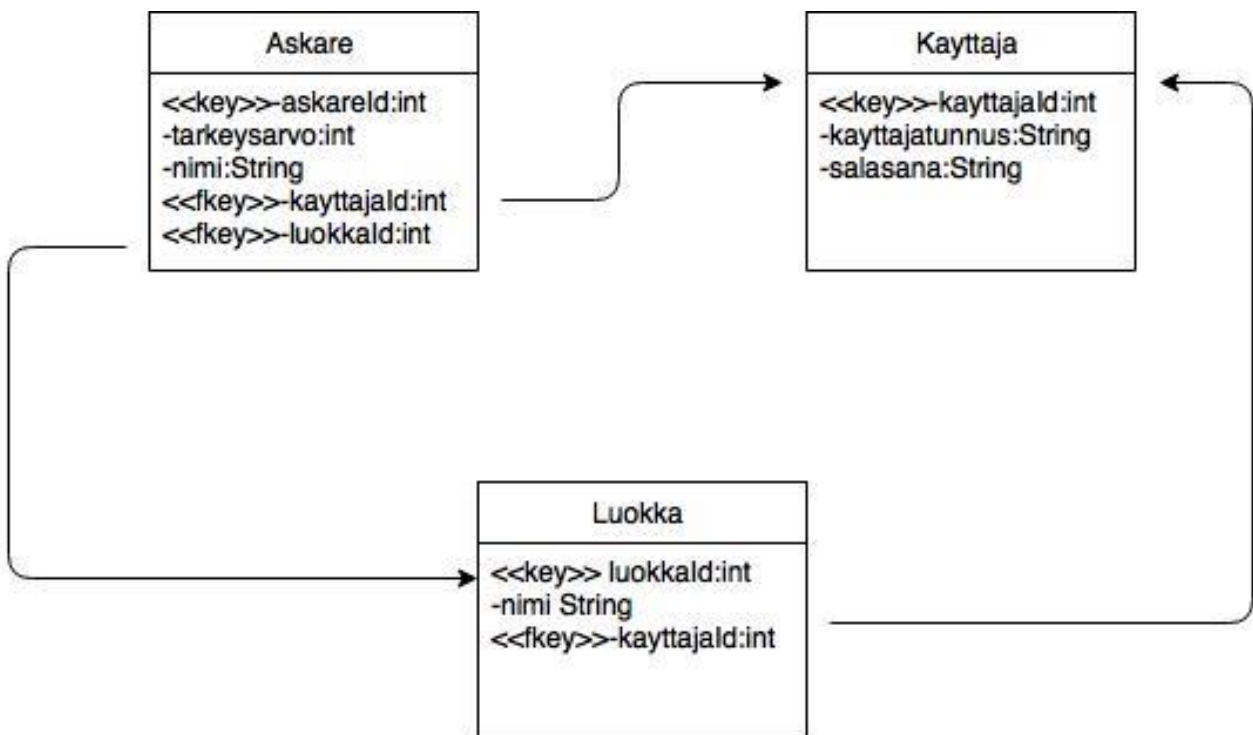 Askare
<<key>>-askareId:int
-tarkeysarvo:int
-nimi:String
<<fkey>>-kayttajaId:int
<<fkey>>-luokkaId:int
Kayttaja
<<key>>-kayttajaId:int
-kayttajatunnus:String
-salasana:String
Luokka
<<key>> luokkaId:int
-nimi String
<<fkey>>-kayttajaId:int